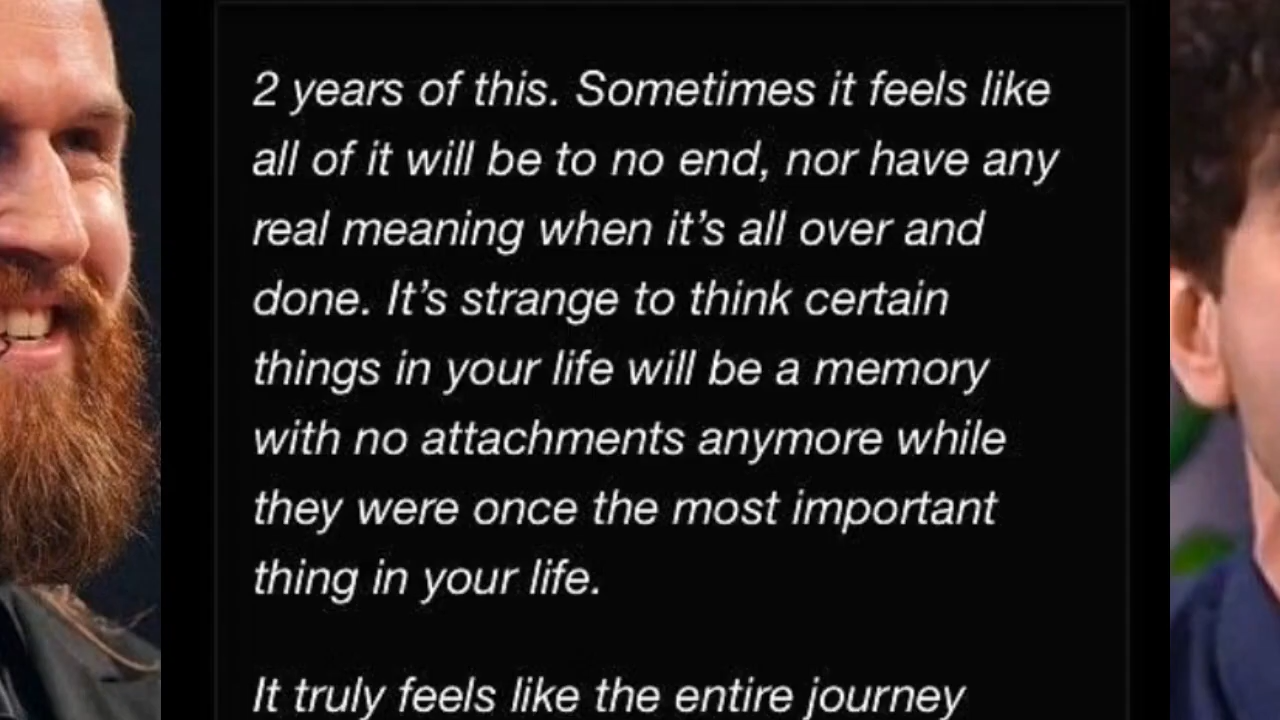 2 years of this. Sometimes it feels like
all of it will be to no end, nor have any
real meaning when it’s all over and
done. It’s strange to think certain
things in your life will be a memory
with no attachments anymore while
they were once the most important
thing in your life.
It truly feels like the entire journey